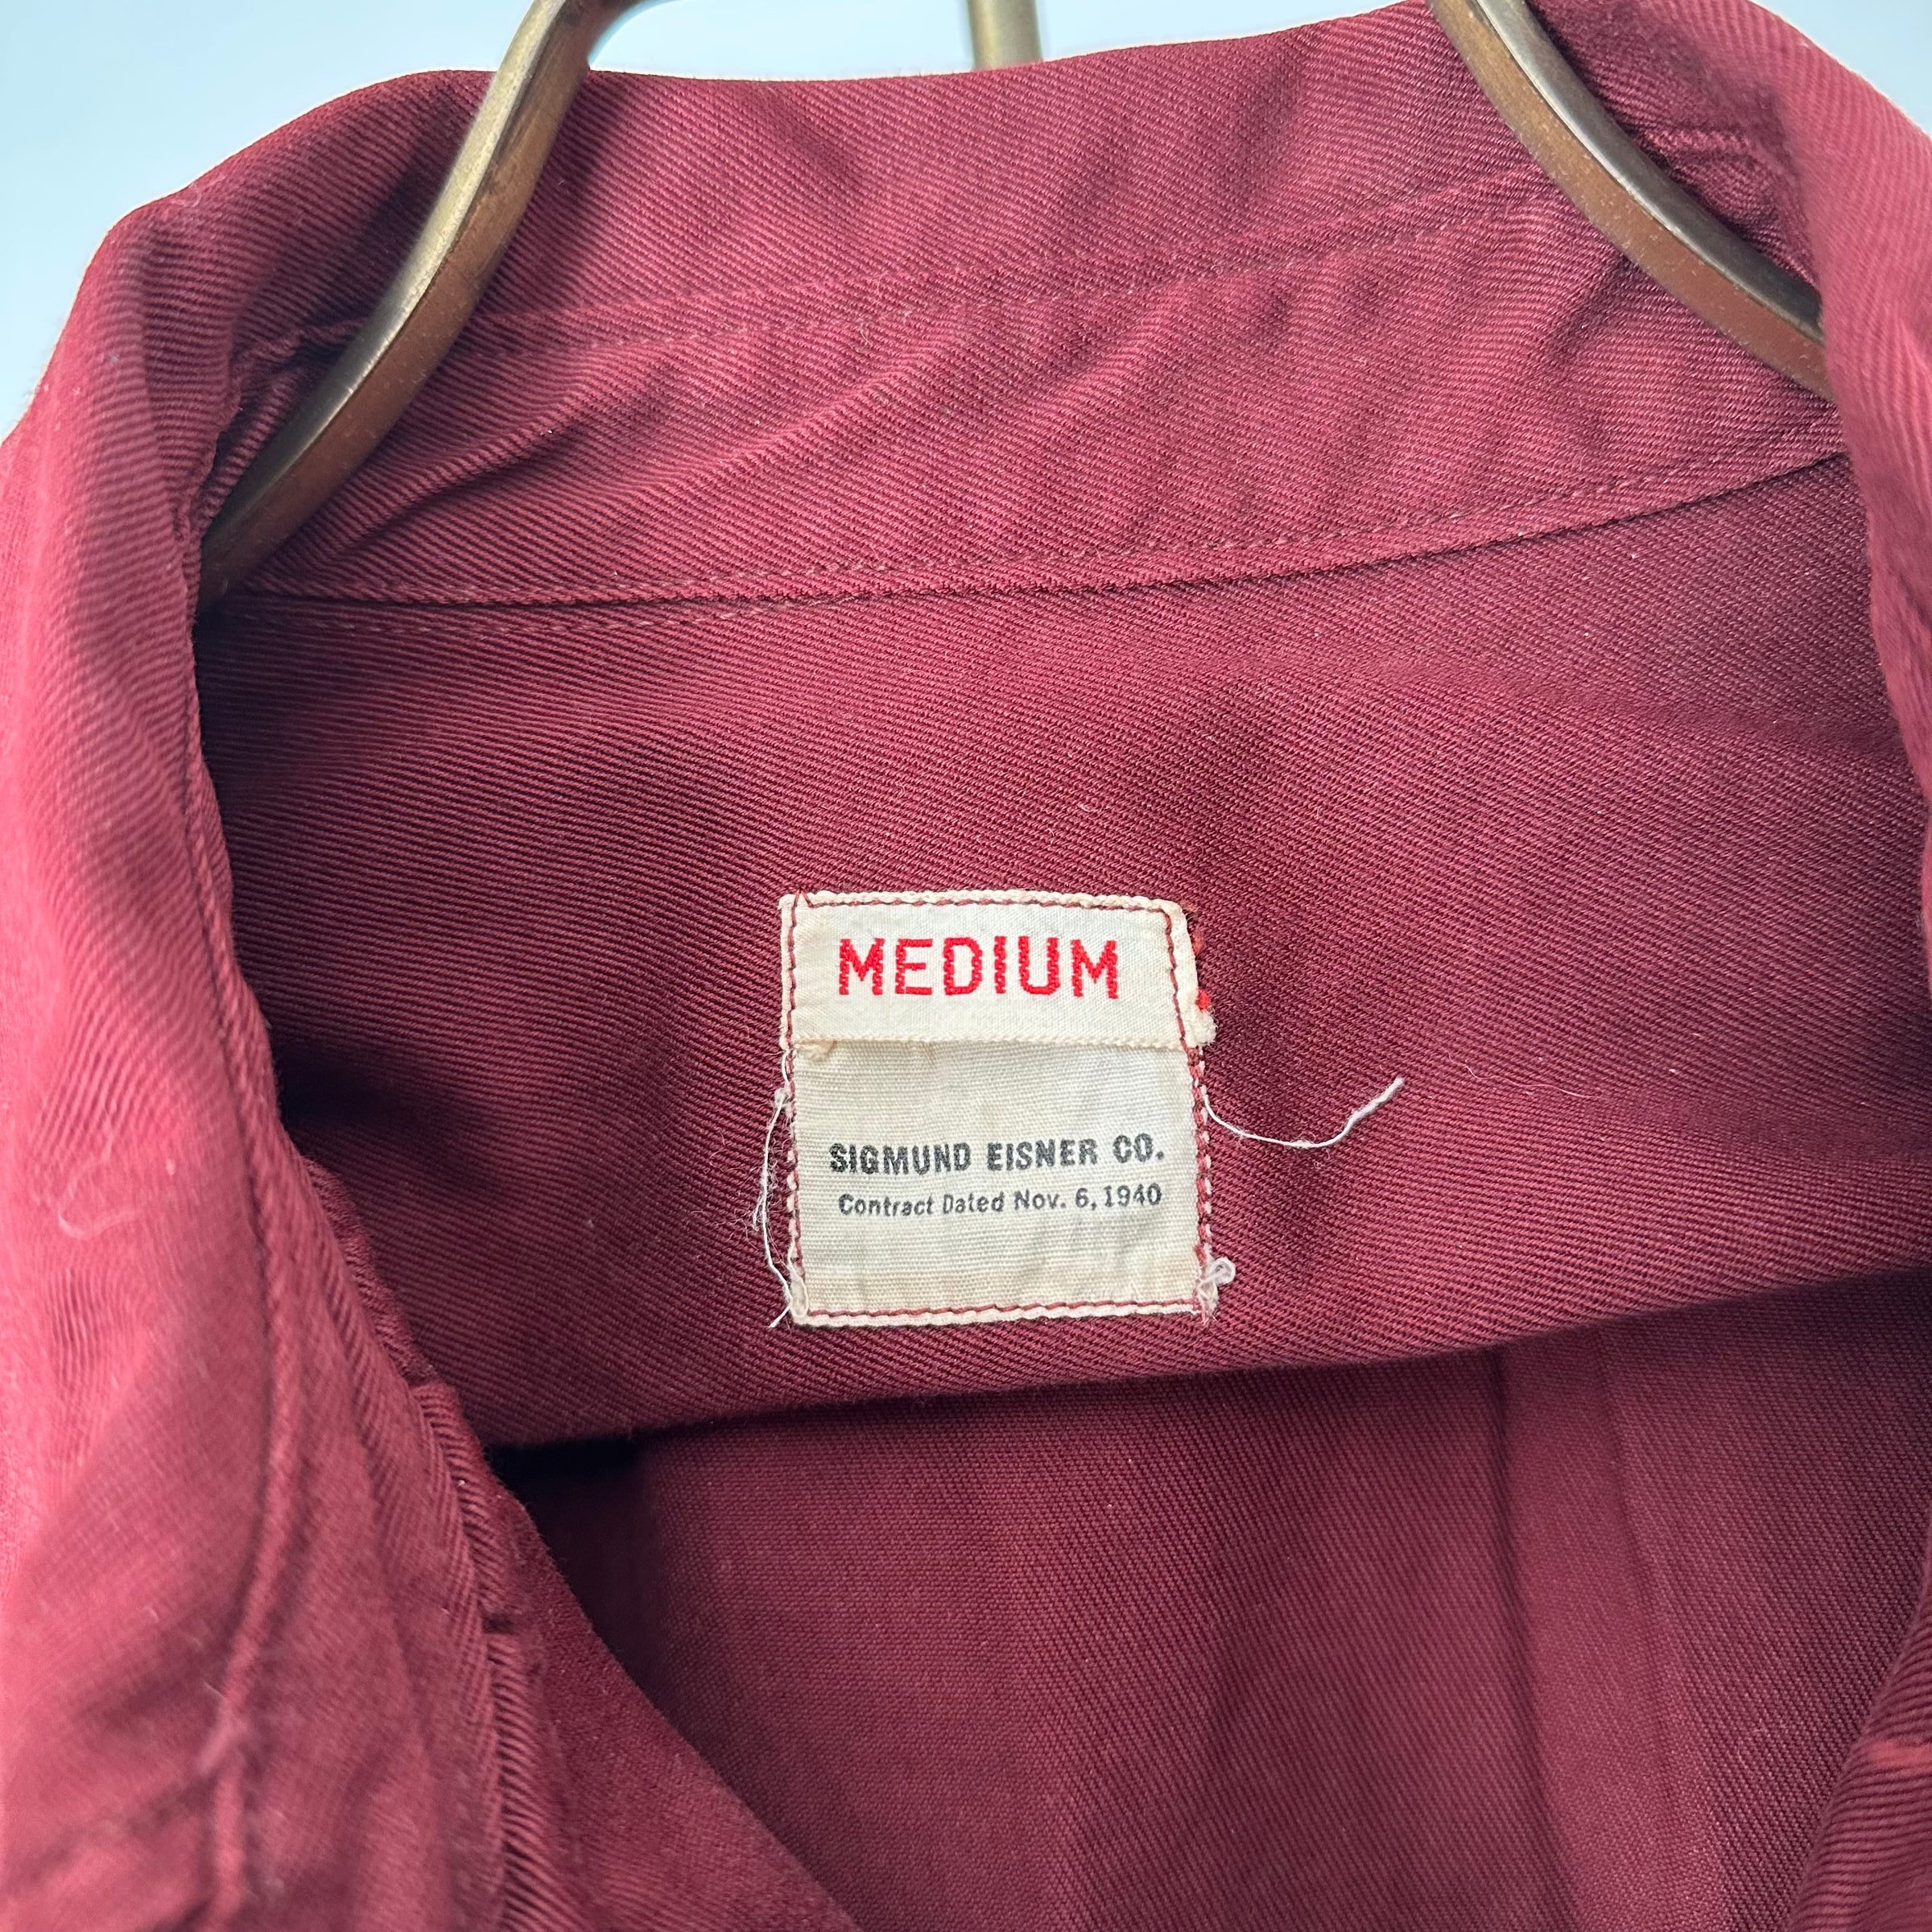 MEDIUM
SIGMUND EISNER CO.
Contract Dated Nov. 6, 1940